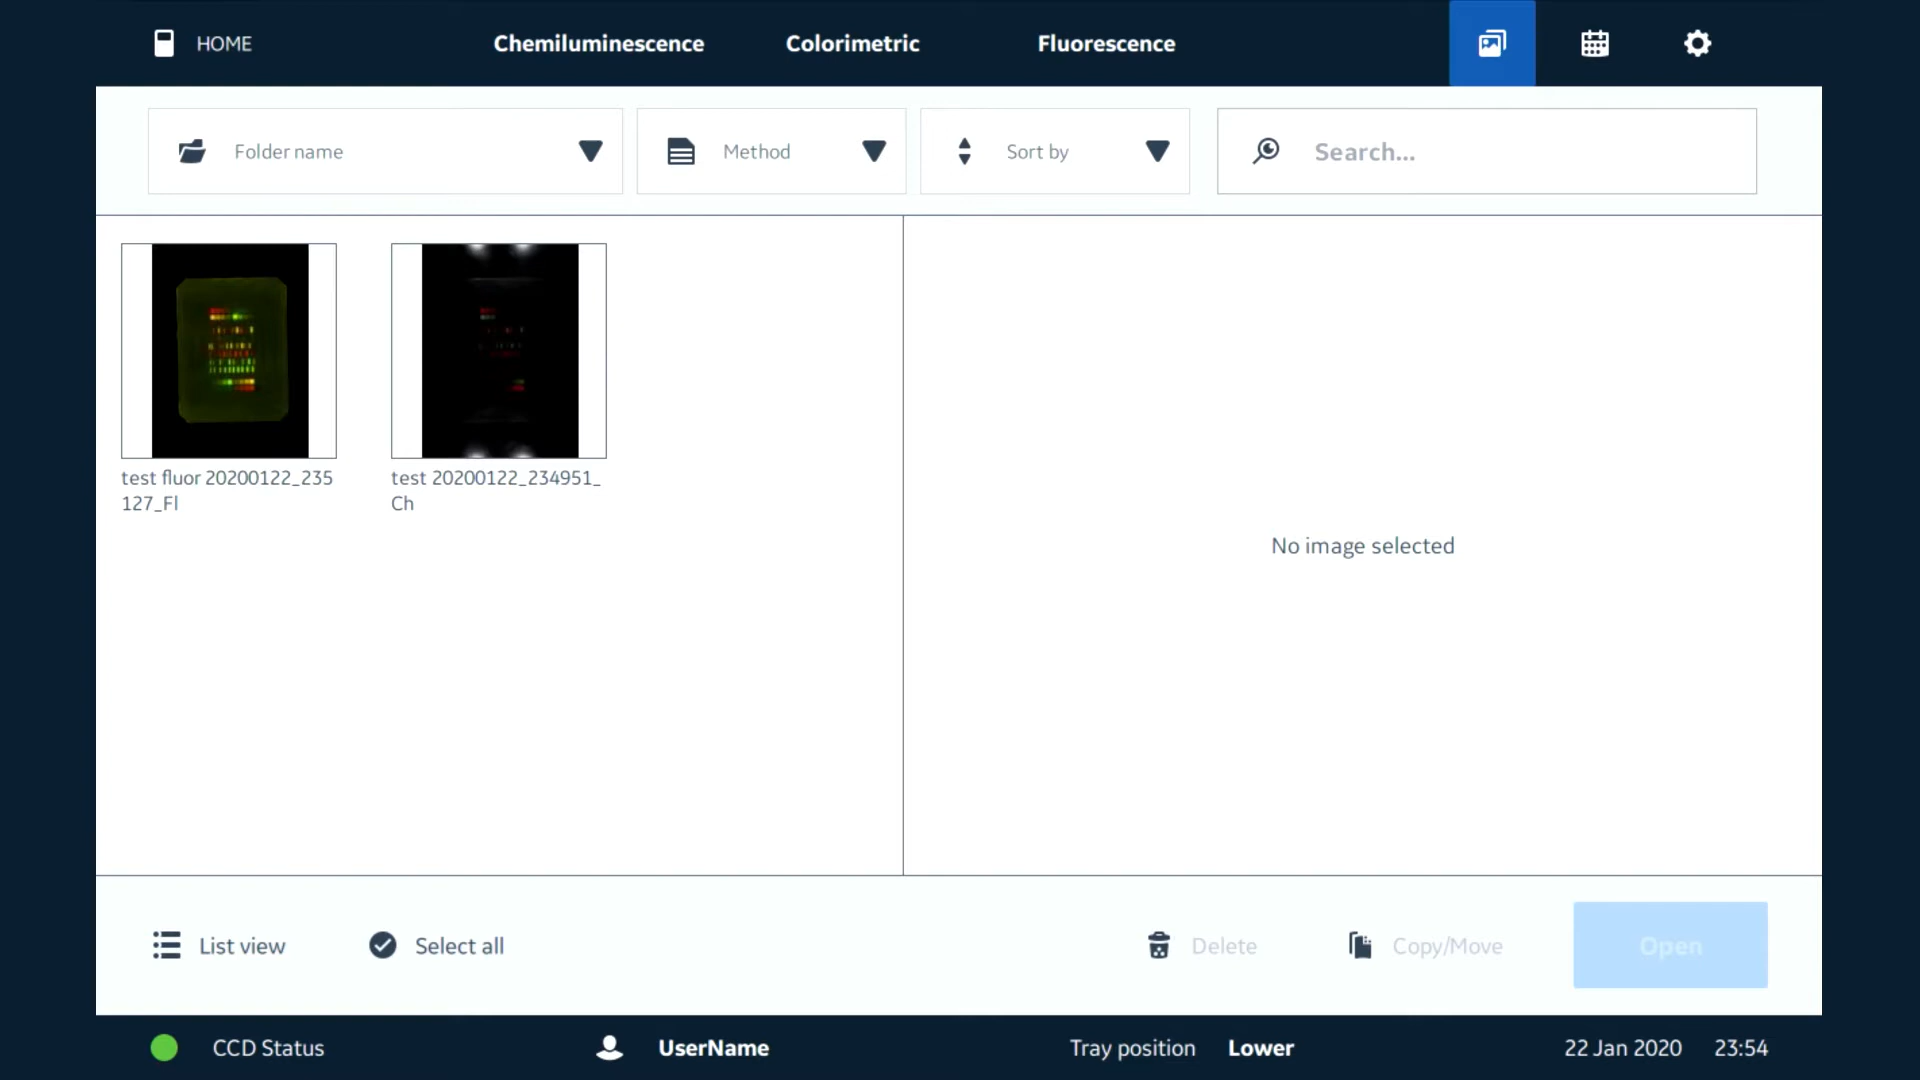 HOME
Chemiluminescence
Colorimetric
Fluorescence
Folder name
Method
Sort by
Search...
test fluor 20200122_235
127_Fl
test 20200122_234951_
Ch
No image selected
List view
Select all
Delete
Copy/Move
Open
CCD Status
UserName
Tray position Lower
22 Jan 2020 23:54